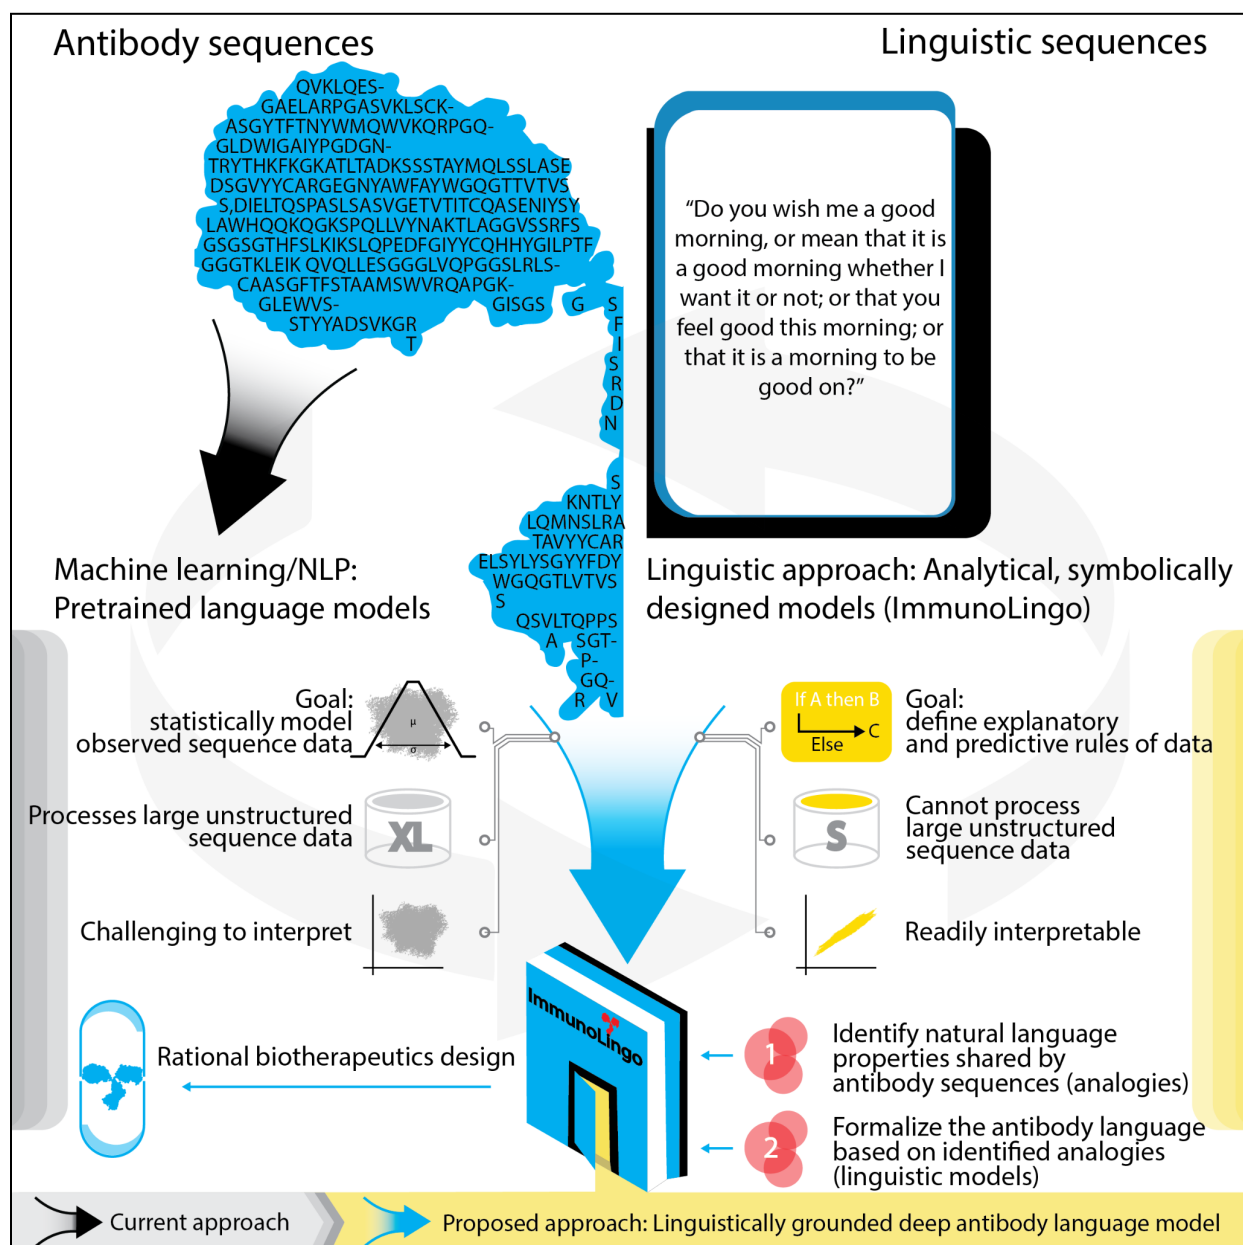 Antibody sequences
Linguistic sequences
QVKLQES-
GAELARPGASVKLSCK-
ASGYTFTNYWMQWVKQRPGQ-
GLDWIGAIYPGDGN-
TRYTHKFKGKATLTADKSSSTAYMQLSSLASE
DSGVYYCARGEGNYAWFAYWGQGTTVTVS
S,DIELTQSPASLSASVGETVTITCQASENIYSY
LAWHQQKQGKSPQLLVYNAKTLAGGVSSRFS
GSGSGTHFSLKIKSLQPEDFGIYYCQHHYGILPTF
GGGTKLEIK QVQLLESGGGLVQPGGSLRLS-
CAASGFTFSTAAMSWVRQAPGK-
GLEWVS- GISGS G S
STYYADSVKGR F
T I
S
R
D
N
S
KNTLY
LQMNSLRA
TAVYYCAR
ELSYLYSGYYFDY
WGQGTLVTVS
S
QSVLTQPPS
A SGT-
P-
GQ-
R V
“Do you wish me a good
morning, or mean that it is
a good morning whether I
want it or not; or that you
feel good this morning; or
that it is a morning to be
good on?”
Machine learning/NLP:
Pretrained language models
Linguistic approach: Analytical, symbolically
designed models (ImmunoLingo)
Goal:
statistically model
observed sequence data
μ
σ
If A then B
C
Else
Goal:
define explanatory
and predictive rules of data
Processes large unstructured
sequence data
XL
S
Cannot process
large unstructured
sequence data
Challenging to interpret
Readily interpretable
ImmunoLingo
Rational biotherapeutics design
1
Identify natural language
properties shared by
antibody sequences (analogies)
2
Formalize the antibody language
based on identified analogies
(linguistic models)
Current approach
Proposed approach: Linguistically grounded deep antibody language model